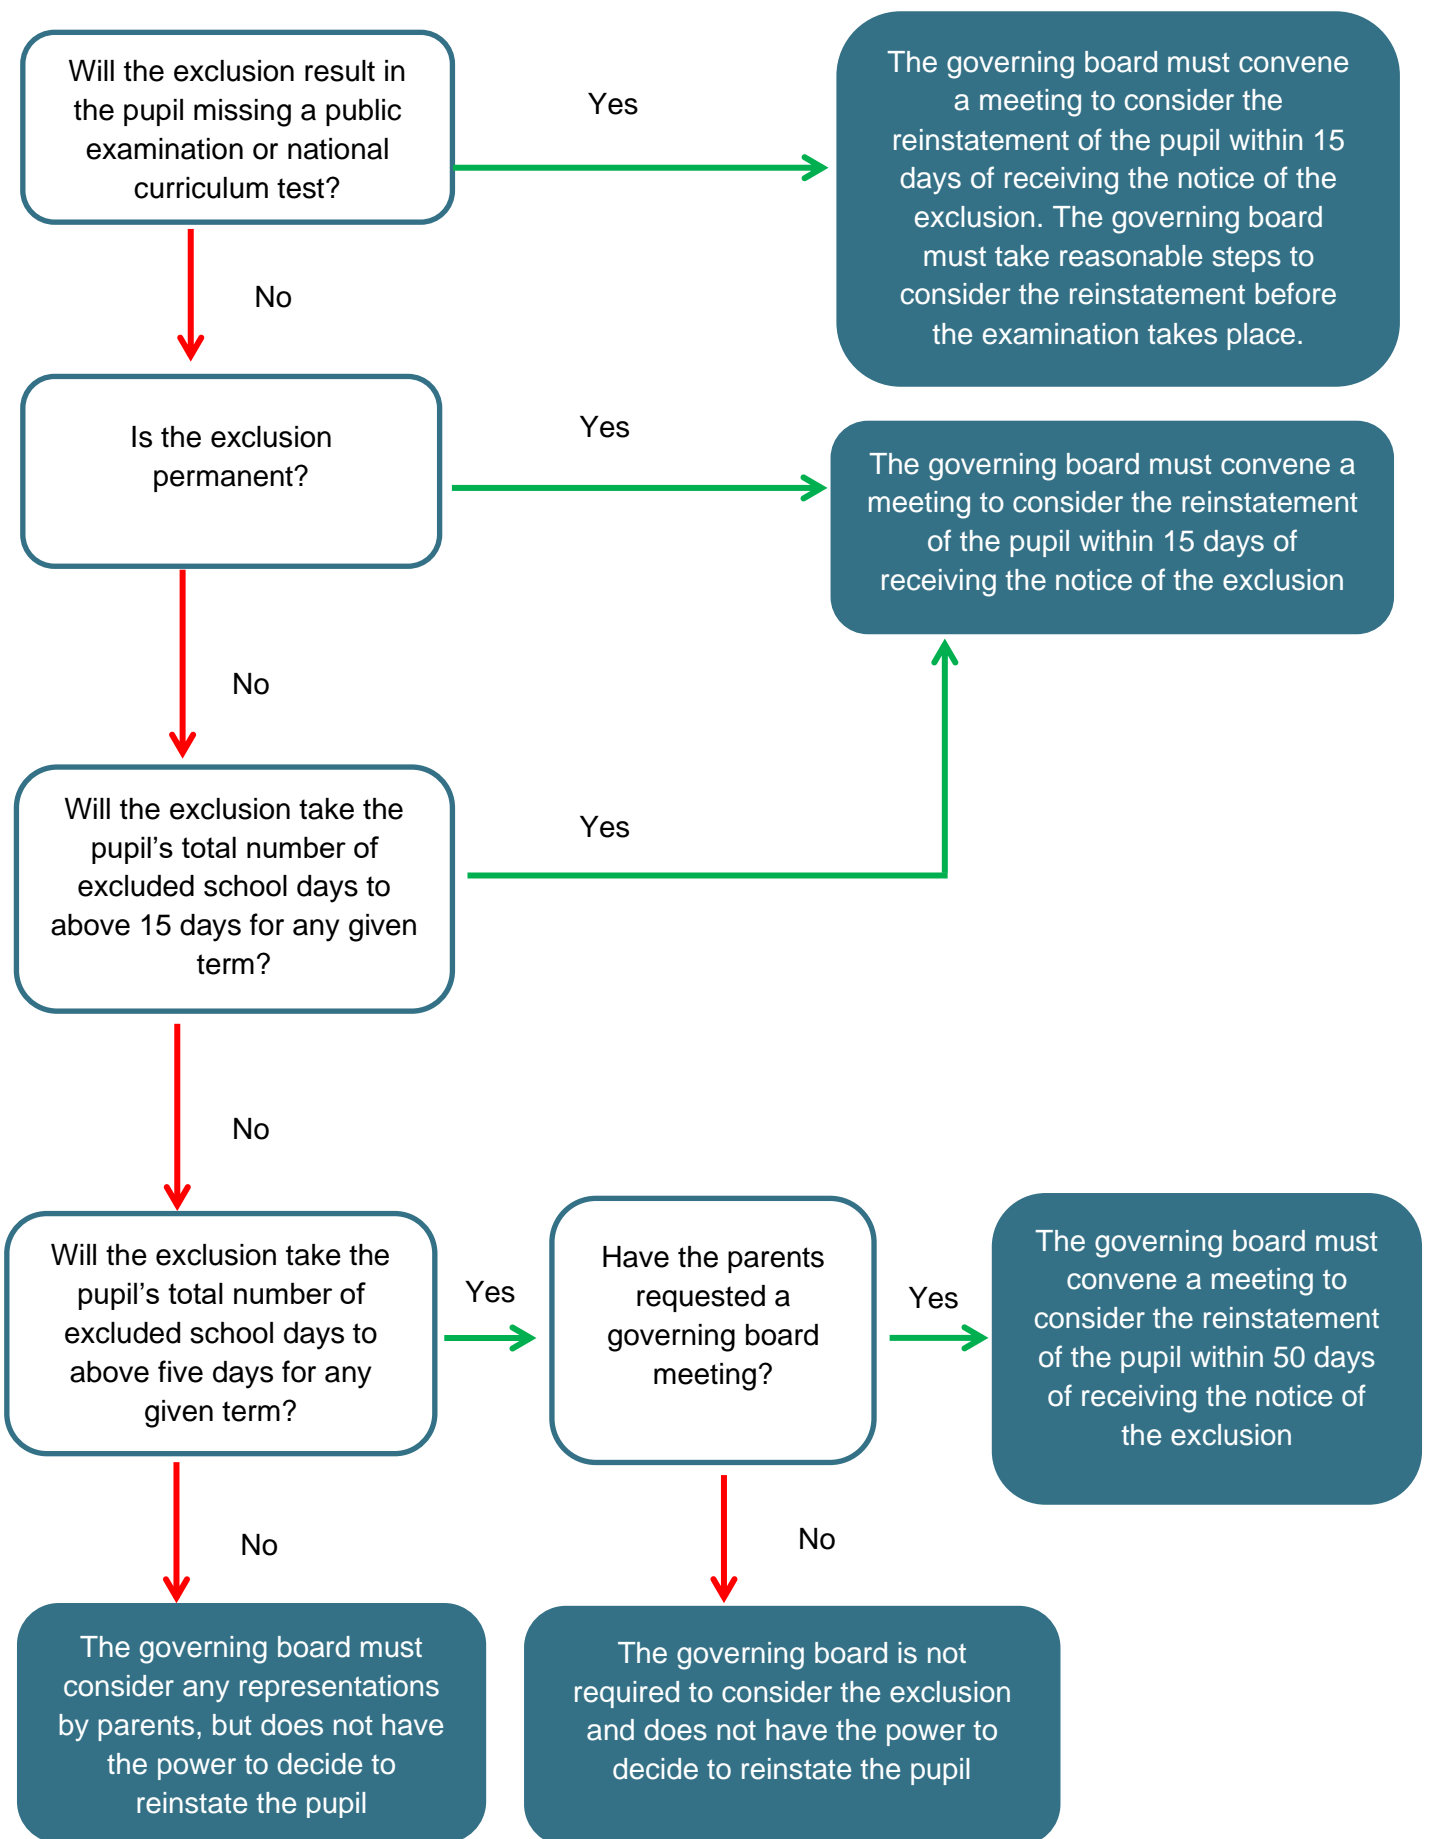 Will the exclusion result in
the pupil missing a public
examination or national
curriculum test?
Yes
The governing board must convene
a meeting to consider the
reinstatement of the pupil within 15
days of receiving the notice of the
exclusion. The governing board
must take reasonable steps to
consider the reinstatement before
the examination takes place.
No
Is the exclusion
permanent?
Yes
The governing board must convene a
meeting to consider the reinstatement
of the pupil within 15 days of
receiving the notice of the exclusion
No
Will the exclusion take the
pupil’s total number of
excluded school days to
above 15 days for any given
term?
Yes
No
Will the exclusion take the
pupil’s total number of
excluded school days to
above five days for any
given term?
Yes
Have the parents
requested a
governing board
meeting?
Yes
The governing board must
convene a meeting to
consider the reinstatement
of the pupil within 50 days
of receiving the notice of
the exclusion
No
No
The governing board must
consider any representations
by parents, but does not have
the power to decide to
reinstate the pupil
The governing board is not
required to consider the exclusion
and does not have the power to
decide to reinstate the pupil